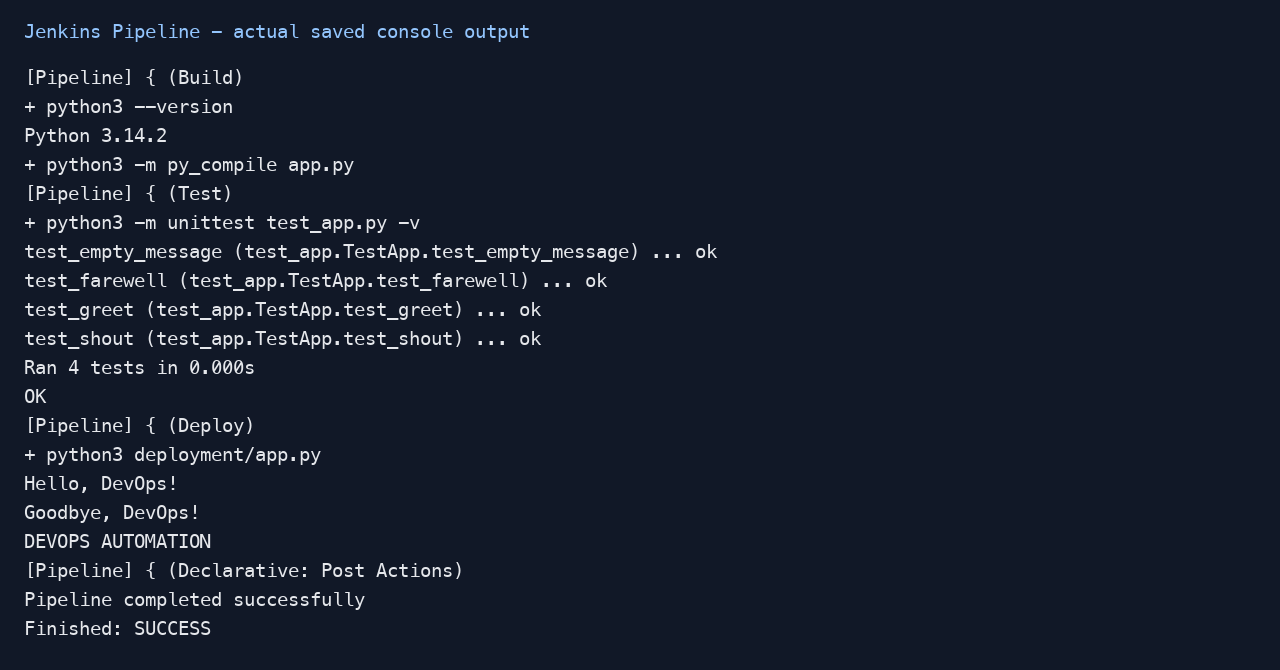 Jenkins Pipeline – actual saved console output
[Pipeline] { (Build)
+ python3 --version
Python 3.14.2
+ python3 -m py_compile app.py
[Pipeline] { (Test)
+ python3 -m unittest test_app.py -v
test_empty_message (test_app.TestApp.test_empty_message) ... ok
test_farewell (test_app.TestApp.test_farewell) ... ok
test_greet (test_app.TestApp.test_greet) ... ok
test_shout (test_app.TestApp.test_shout) ... ok
Ran 4 tests in 0.000s
OK
[Pipeline] { (Deploy)
+ python3 deployment/app.py
Hello, DevOps!
Goodbye, DevOps!
DEVOPS AUTOMATION
[Pipeline] { (Declarative: Post Actions)
Pipeline completed successfully
Finished: SUCCESS